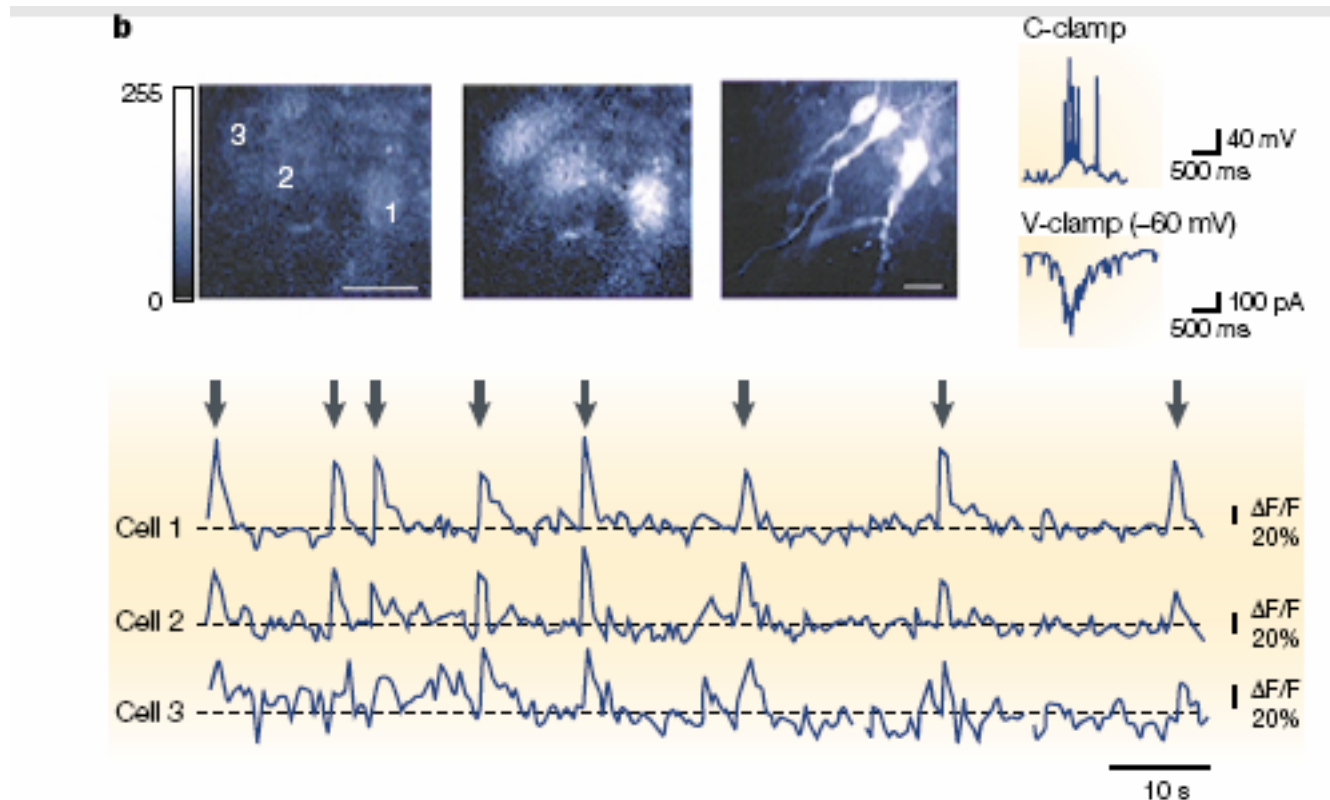 b
C-clamp
255
3
2
1
0
40 mV
500 ms
V-clamp (–60 mV)
100 pA
500 ms
Cell 1
ΔF/F
20%
Cell 2
ΔF/F
20%
Cell 3
ΔF/F
20%
10 s